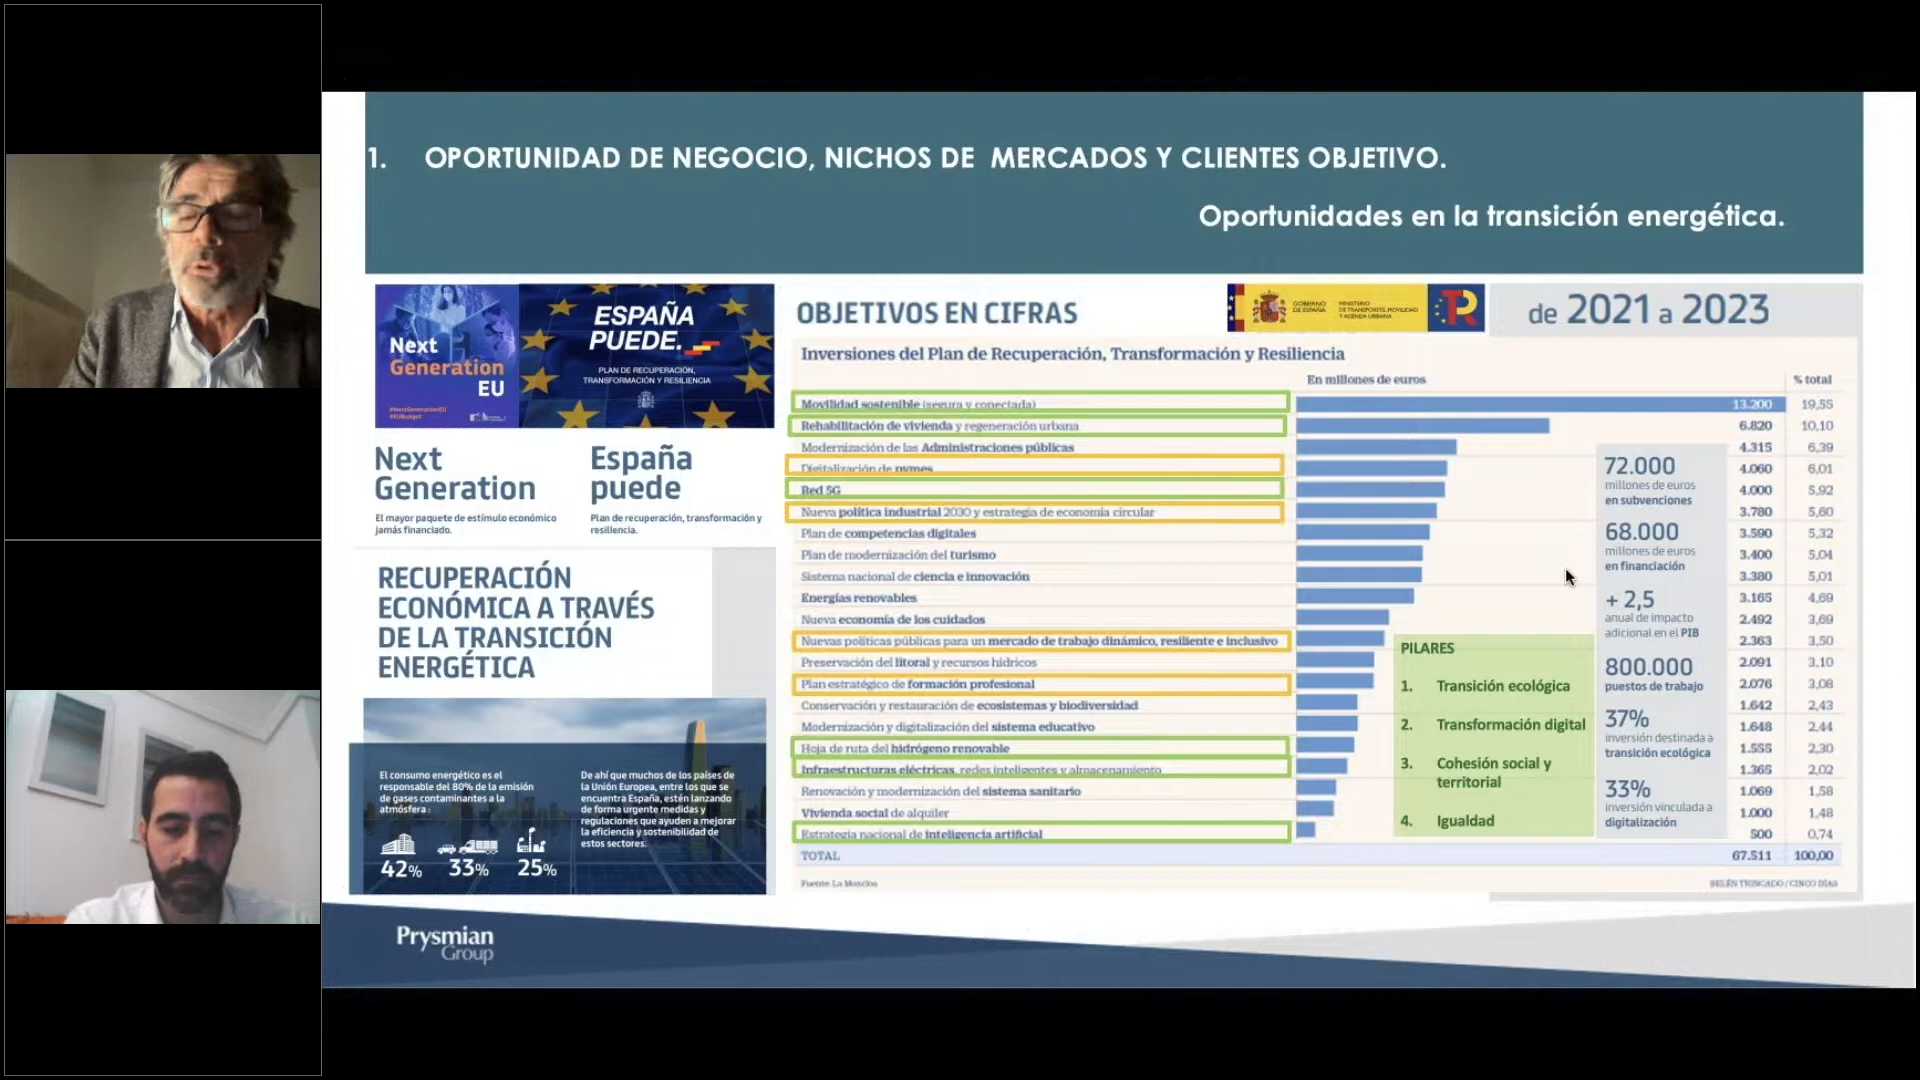 1. OPORTUNIDAD DE NEGOCIO, NICHOS DE MERCADOS Y CLIENTES OBJETIVO.
Oportunidades en la transición energética.
Next
Generation
EU
#NextGenerationEU
#EUBudget
ESPAÑA
PUEDE.
PLAN DE RECUPERACIÓN,
TRANSFORMACIÓN Y RESILIENCIA
Next
Generation
El mayor paquete de estímulo económico
jamás financiado.
España
puede
Plan de recuperación, transformación y
resiliencia.
RECUPERACIÓN
ECONÓMICA A TRAVÉS
DE LA TRANSICIÓN
ENERGÉTICA
El consumo energético es el
responsable del 80% de la emisión
de gases contaminantes a la
atmósfera :
42%
33%
25%
De ahí que muchos de los países de
la Unión Europea, entre los que se
encuentra España, estén lanzando
de forma urgente medidas y
regulaciones que ayuden a mejorar
la eficiencia y sostenibilidad de
estos sectores.
OBJETIVOS EN CIFRAS
GOBIERNO
DE ESPAÑA
MINISTERIO
DE TRANSPORTES, MOVILIDAD
Y AGENDA URBANA
de 2021 a 2023
Inversiones del Plan de Recuperación, Transformación y Resiliencia
En millones de euros % total
Movilidad sostenible (segura y conectada) 13.200 19,55
Rehabilitación de vivienda y regeneración urbana 6.820 10,10
Modernización de las Administraciones públicas 4.315 6,39
Digitalización de pymes 4.060 6,01
Red 5G 4.000 5,92
Nueva política industrial 2030 y estrategia de economía circular 3.780 5,60
Plan de competencias digitales 3.590 5,32
Plan de modernización del turismo 3.400 5,04
Sistema nacional de ciencia e innovación 3.380 5,01
Energías renovables 3.165 4,69
Nueva economía de los cuidados 2.492 3,69
Nuevas políticas públicas para un mercado de trabajo dinámico, resiliente e inclusivo 2.363 3,50
Preservación del litoral y recursos hídricos 2.091 3,10
Plan estratégico de formación profesional 2.076 3,08
Conservación y restauración de ecosistemas y biodiversidad 1.642 2,43
Modernización y digitalización del sistema educativo 1.648 2,44
Hoja de ruta del hidrógeno renovable 1.555 2,30
Infraestructuras eléctricas, redes inteligentes y almacenamiento 1.365 2,02
Renovación y modernización del sistema sanitario 1.069 1,58
Vivienda social de alquiler 1.000 1,48
Estrategia nacional de inteligencia artificial 500 0,74
TOTAL 67.511 100,00
Fuente: La Moncloa
BELÉN TRINCADO / CINCO DÍAS
PILARES
1. Transición ecológica
2. Transformación digital
3. Cohesión social y
territorial
4. Igualdad
72.000
millones de euros
en subvenciones
68.000
millones de euros
en financiación
+ 2,5
anual de impacto
adicional en el PIB
800.000
puestos de trabajo
37%
inversión destinada a
transición ecológica
33%
inversión vinculada a
digitalización
Prysmian
Group